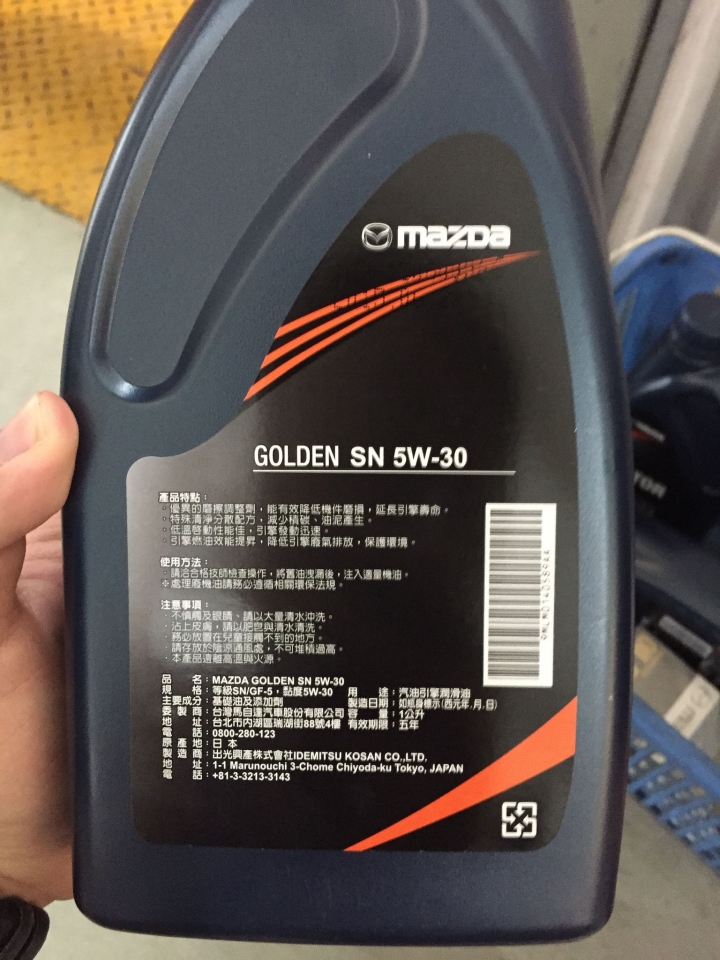 mazda
GOLDEN SN 5W-30
產品特點：
·優異的磨擦調整劑，能有效降低機件磨損，延長引擎壽命。
·特殊清淨分散配方，減少積碳、油泥產生。
·低溫啓動性能佳，引擎發動迅速。
·引擎燃油效能提昇，降低引擎廢氣排放，保護環境。
使用方法：
·請洽合格技師檢查操作，將舊油洩漏後，注入適量機油。
※處理廢機油請務必遵循相關環保法規。
注意事項：
·不慎觸及眼睛、請以大量清水沖洗。
·沾上皮膚，請以肥皂與清水清洗。
·務必放置在兒童接觸不到的地方。
·請存放於陰涼通風處，不可堆積過高。
·本產品遠離高溫與火源。
品名：MAZDA GOLDEN SN 5W-30
規格：等級SN/GF-5，黏度5W-30 用途：汽油引擎潤滑油
主要成分：基礎油及添加劑 製造日期：如瓶身標示(西元年.月.日)
委製商：台灣馬自達汽車股份有限公司 容量：1公升
地址：台北市內湖區瑞湖街88號4樓 有效期限：五年
電話：0800-280-123
原產地：日本
製造商：出光興產株式會社IDEMITSU KOSAN CO.,LTD.
地址：1-1 Marunouchi 3-Chome Chiyoda-ku Tokyo, JAPAN
電話：+81-3-3213-3143